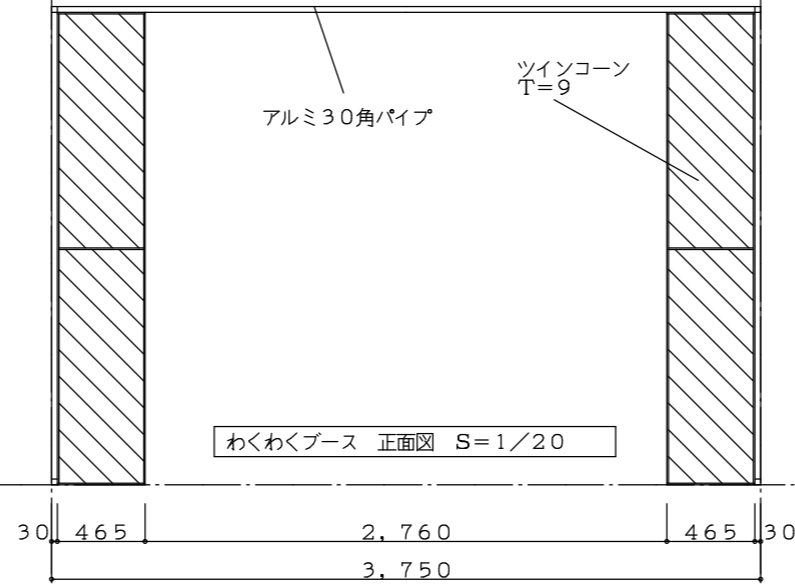 ツインコーン
T＝9
アルミ３０角パイプ
わくわくブース　正面図　S＝１／２０
３０ ４６５ ２，７６０ ４６５ ３０
３，７５０